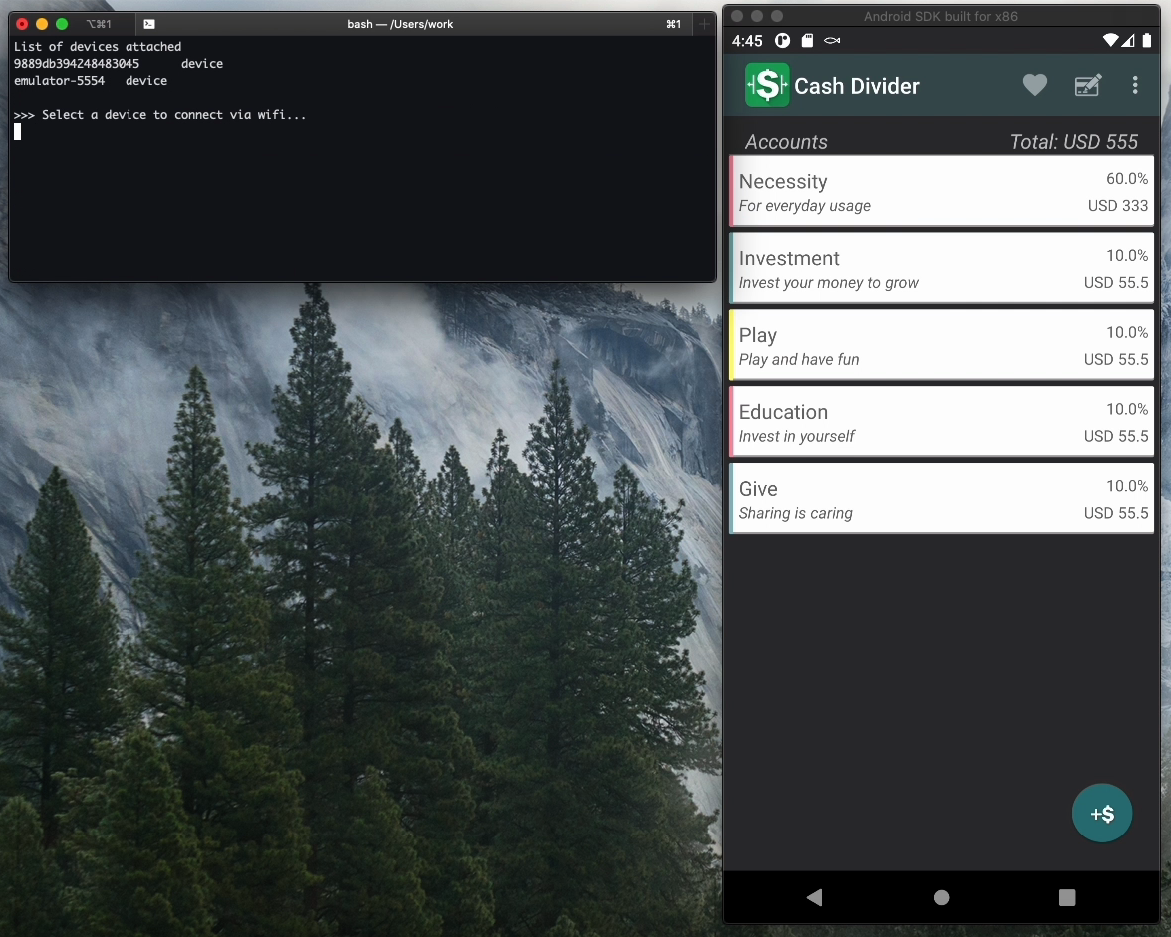 ⌥⌘1
bash — /Users/work
⌘1
List of devices attached
9889db394248483045 device
emulator-5554 device
>>> Select a device to connect via wifi...
Android SDK built for x86
4:45
$ Cash Divider
Accounts Total: USD 555
Necessity 60.0%
For everyday usage USD 333
Investment 10.0%
Invest your money to grow USD 55.5
Play 10.0%
Play and have fun USD 55.5
Education 10.0%
Invest in yourself USD 55.5
Give 10.0%
Sharing is caring USD 55.5
+$